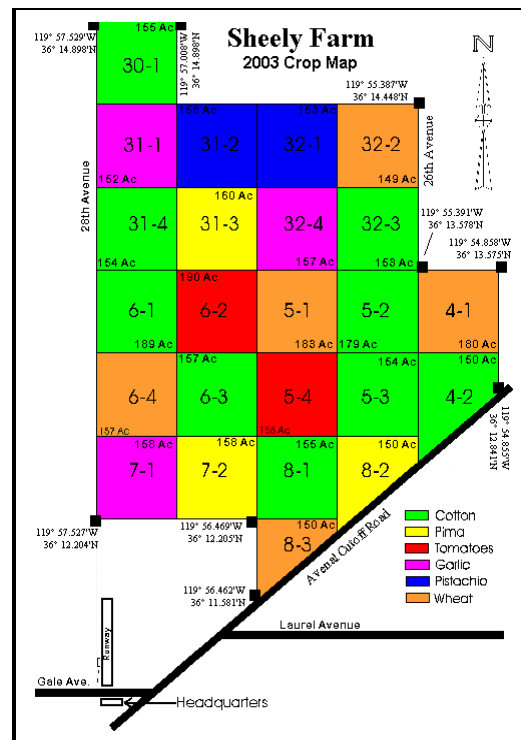 Sheely Farm
2003 Crop Map
N
119° 57.529'W
36° 14.898'N
155 Ac
30-1
119° 57.008'W
36° 14.898'N
119° 55.387'W
36° 14.448'N
28th Avenue
26th Avenue
31-1
152 Ac
31-2
32-1
153 Ac
32-2
149 Ac
31-4
154 Ac
160 Ac
31-3
32-4
157 Ac
32-3
153 Ac
119° 55.391'W
36° 13.578'N
119° 54.858'W
36° 13.575'N
6-1
189 Ac
190 Ac
6-2
5-1
183 Ac
5-2
179 Ac
4-1
180 Ac
6-4
157 Ac
157 Ac
6-3
5-4
154 Ac
5-3
150 Ac
4-2
119° 54.855'W
36° 12.841'N
158 Ac
7-1
158 Ac
7-2
155 Ac
8-1
150 Ac
8-2
119° 57.527'W
36° 12.204'N
119° 56.469'W
36° 12.205'N
150 Ac
8-3
119° 56.462'W
36° 11.581'N
Avenal Cutoff Road
Cotton
Pima
Tomatoes
Garlic
Pistachio
Wheat
Runway
Laurel Avenue
Gale Ave.
Headquarters